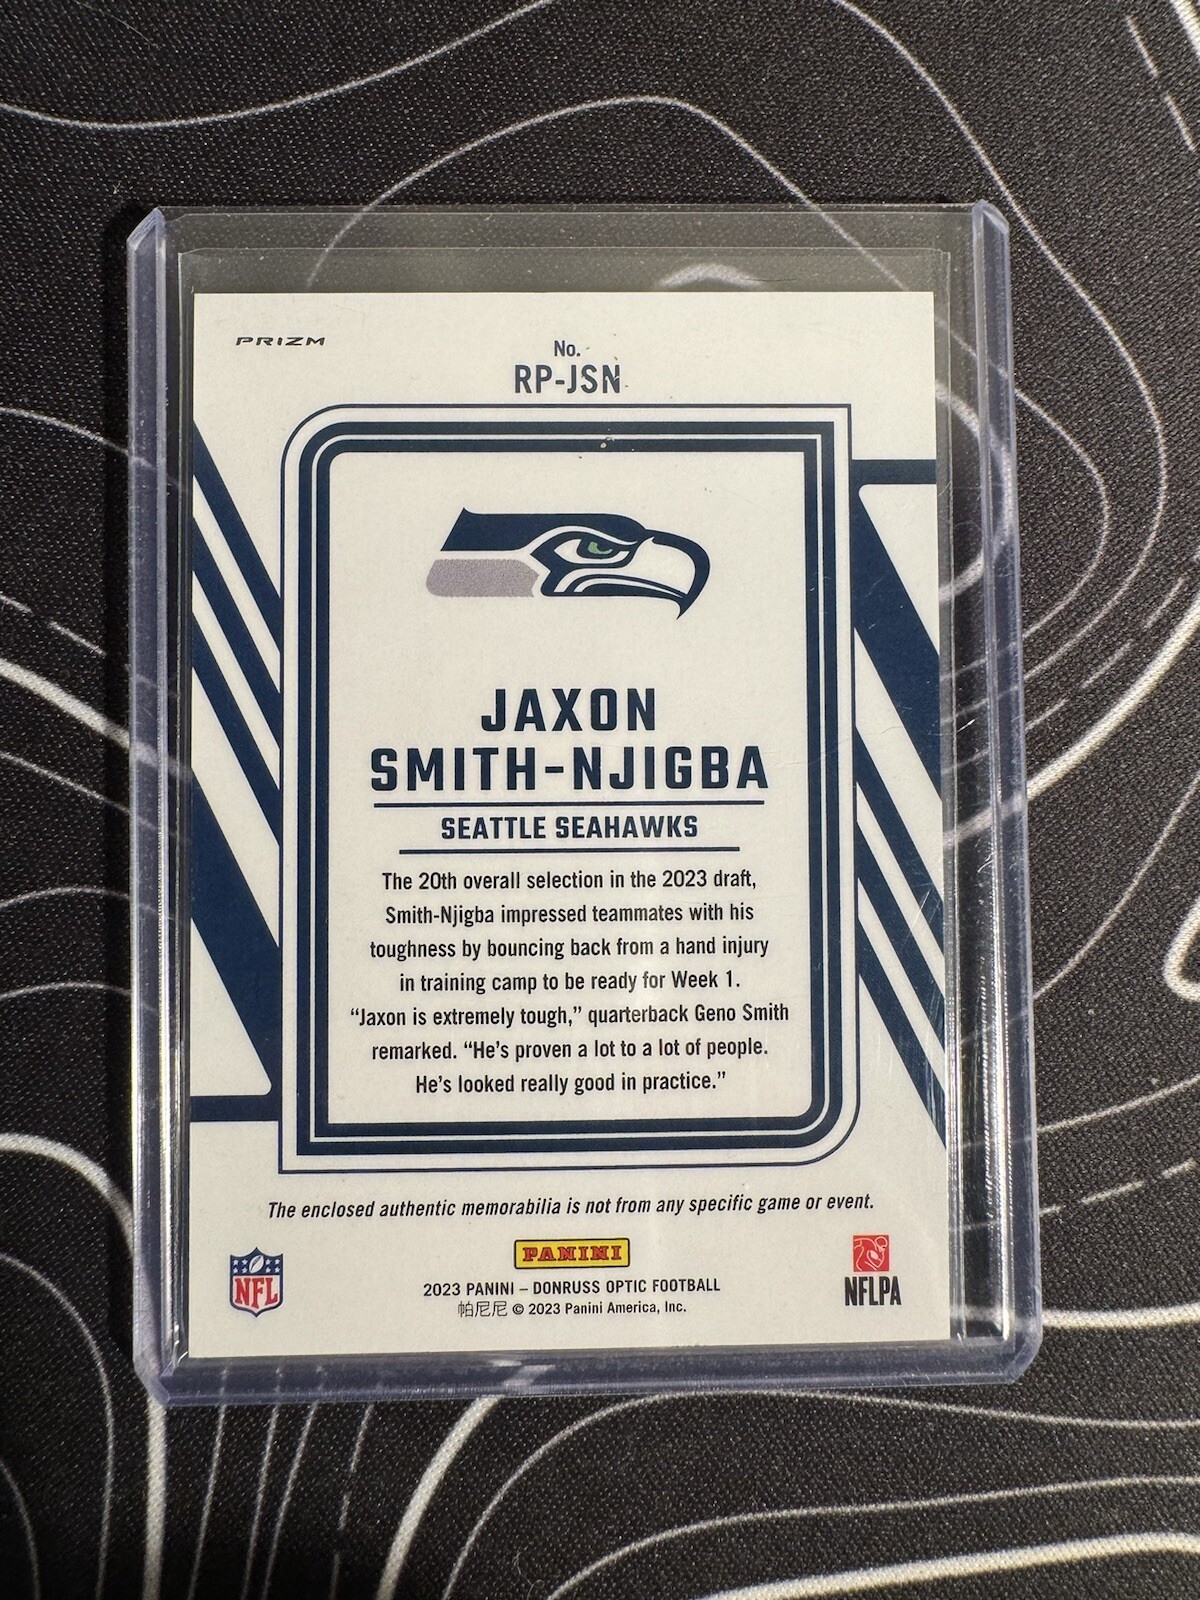 PRIZM
No.
RP-JSN
JAXON
SMITH-NJIGBA
SEATTLE SEAHAWKS
The 20th overall selection in the 2023 draft,
Smith-Njigba impressed teammates with his
toughness by bouncing back from a hand injury
in training camp to be ready for Week 1.
“Jaxon is extremely tough,” quarterback Geno Smith
remarked. “He’s proven a lot to a lot of people.
He’s looked really good in practice.”
The enclosed authentic memorabilia is not from any specific game or event.
NFL
PANINI
NFLPA
2023 PANINI – DONRUSS OPTIC FOOTBALL
帕尼尼 © 2023 Panini America, Inc.